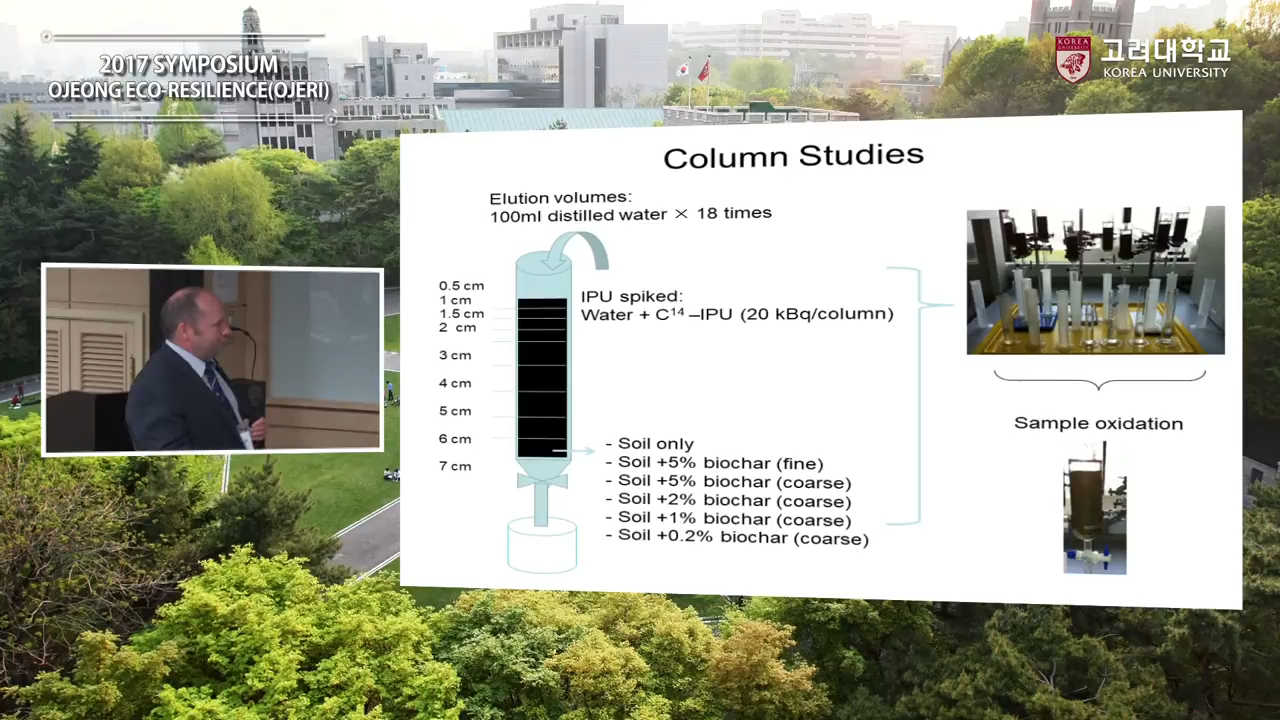 2017 SYMPOSIUM
OJEONG ECO-RESILIENCE(OJERI)
KOREA
UNIVERSITY
고려대학교
KOREA UNIVERSITY
Column Studies
Elution volumes:
100ml distilled water × 18 times
0.5 cm
1 cm
1.5 cm
2 cm
3 cm
4 cm
5 cm
6 cm
7 cm
IPU spiked:
Water + C¹⁴ –IPU (20 kBq/column)
- Soil only
- Soil +5% biochar (fine)
- Soil +5% biochar (coarse)
- Soil +2% biochar (coarse)
- Soil +1% biochar (coarse)
- Soil +0.2% biochar (coarse)
Sample oxidation